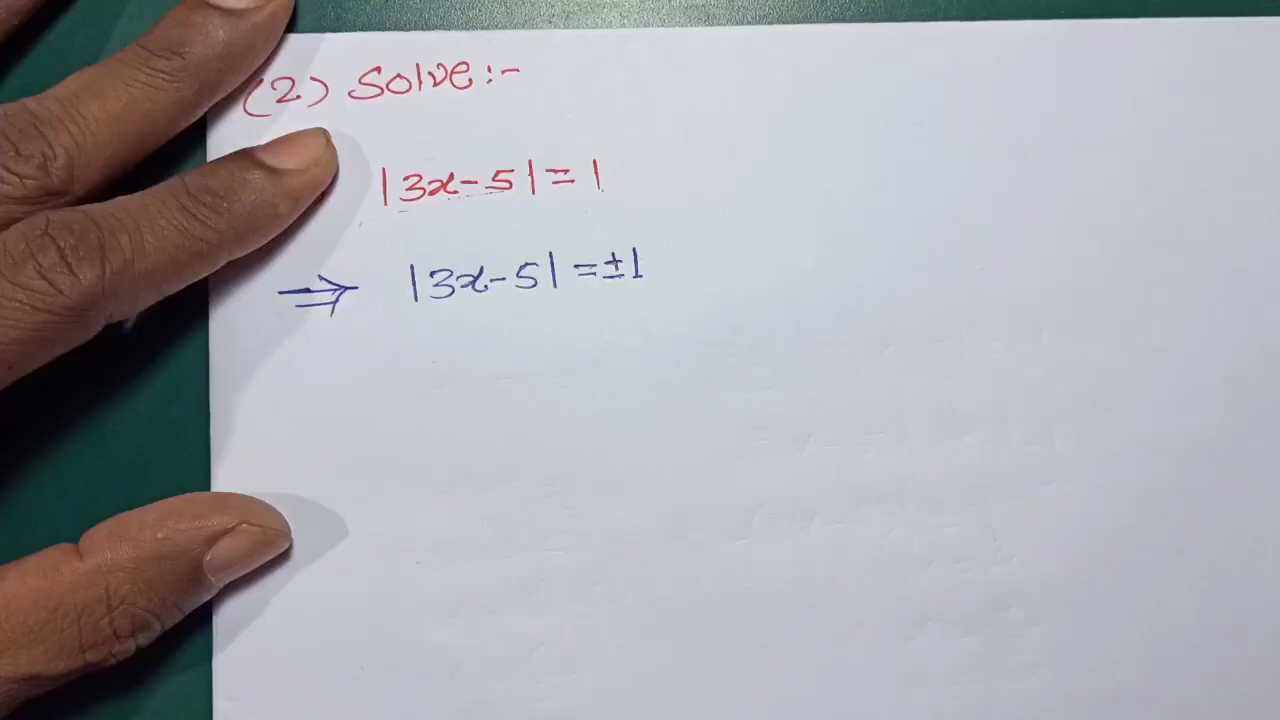 (2) Solve:-
|3x-5|=1
⇒ |3x-5|=±1